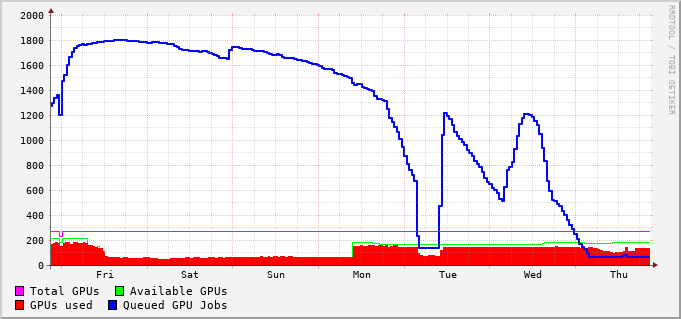 2000
1800
1600
1400
1200
1000
800
600
400
200
0
Fri Sat Sun Mon Tue Wed Thu
Total GPUs Available GPUs
GPUs used Queued GPU Jobs
RRDTOOL / TOBI OETIKER